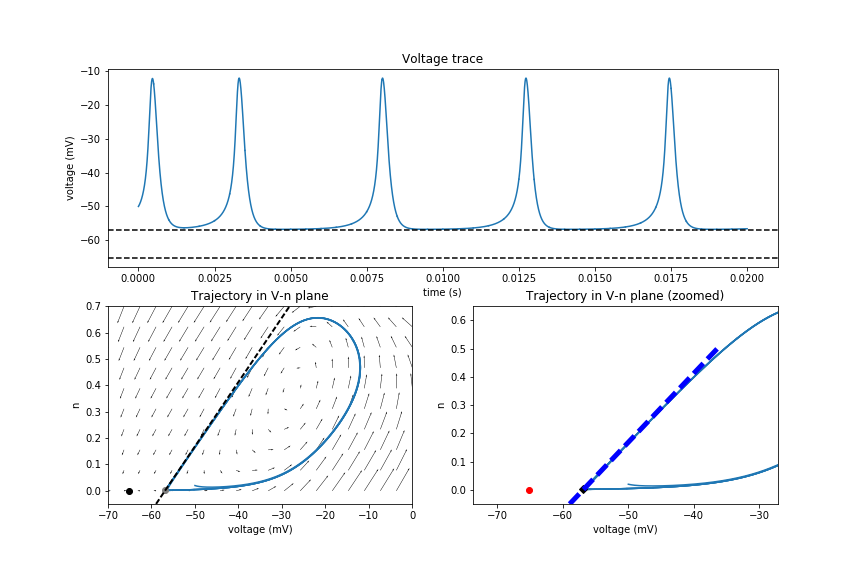 Voltage trace
−10
−20
−30
−40
−50
−60
voltage (mV)
0.0000 0.0025 0.0050 0.0075 0.0100 0.0125 0.0150 0.0175 0.0200
time (s)
Trajectory in V-n plane
0.7
0.6
0.5
0.4
0.3
0.2
0.1
0.0
n
−70 −60 −50 −40 −30 −20 −10 0
voltage (mV)
Trajectory in V-n plane (zoomed)
0.6
0.5
0.4
0.3
0.2
0.1
0.0
n
−70 −60 −50 −40 −30
voltage (mV)